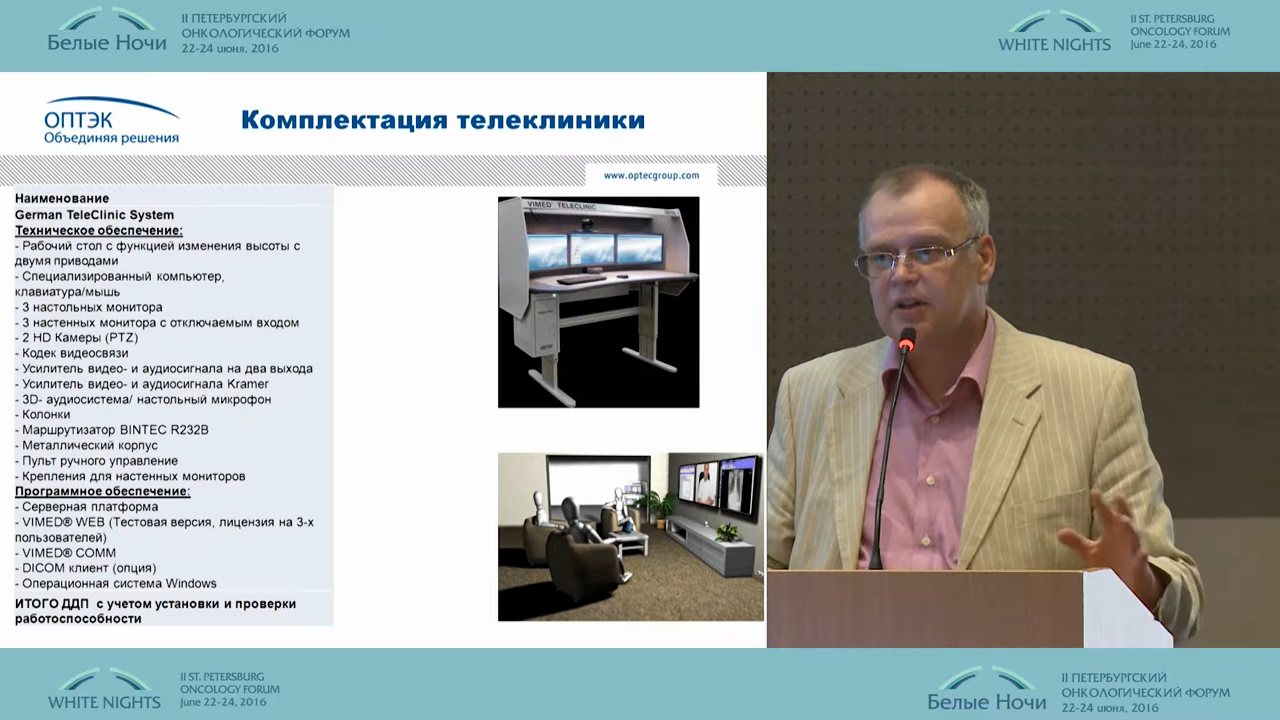 Белые Ночи
II ПЕТЕРБУРГСКИЙ
ОНКОЛОГИЧЕСКИЙ ФОРУМ
22-24 июня, 2016
WHITE NIGHTS
II ST. PETERSBURG
ONCOLOGY FORUM
June 22-24, 2016
ОПТЭК
Объединяя решения
Комплектация телеклиники
www.optecgroup.com
Наименование
German TeleClinic System
Техническое обеспечение:
- Рабочий стол с функцией изменения высоты с
двумя приводами
- Специализированный компьютер,
клавиатура/мышь
- 3 настольных монитора
- 3 настенных монитора с отключаемым входом
- 2 HD Камеры (PTZ)
- Кодек видеосвязи
- Усилитель видео- и аудиосигнала на два выхода
- Усилитель видео- и аудиосигнала Kramer
- 3D- аудиосистема/ настольный микрофон
- Колонки
- Маршрутизатор BINTEC R232B
- Металлический корпус
- Пульт ручного управления
- Крепления для настенных мониторов
Программное обеспечение:
- Серверная платформа
- VIMED® WEB (Тестовая версия, лицензия на 3-х
пользователей)
- VIMED® COMM
- DICOM клиент (опция)
- Операционная система Windows
ИТОГО ДДП с учетом установки и проверки
работоспособности
VIMED TELECLINIC
WHITE NIGHTS
II ST. PETERSBURG
ONCOLOGY FORUM
June 22-24, 2016
Белые Ночи
II ПЕТЕРБУРГСКИЙ
ОНКОЛОГИЧЕСКИЙ ФОРУМ
22-24 июня, 2016